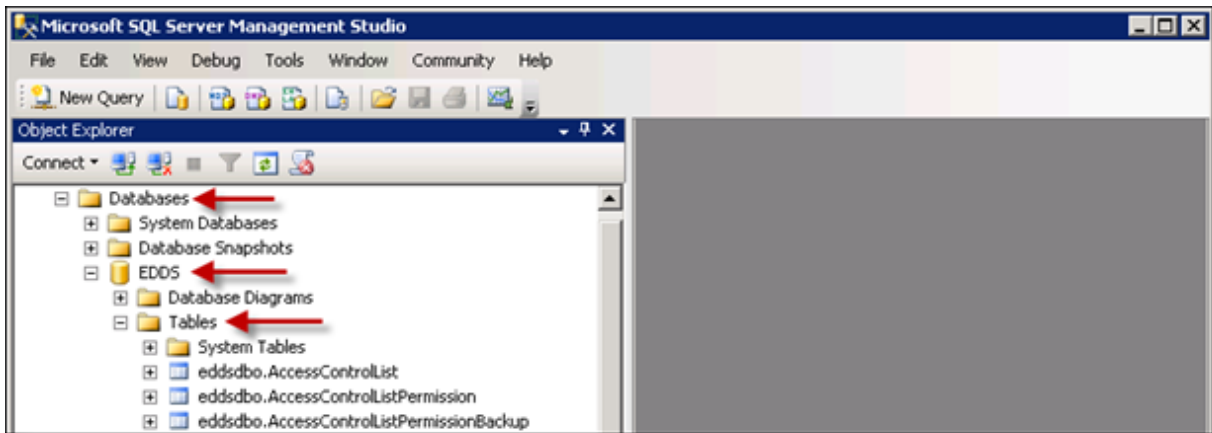 Microsoft SQL Server Management Studio
File Edit View Debug Tools Window Community Help
New Query
Object Explorer
Connect
Databases
System Databases
Database Snapshots
EDDS
Database Diagrams
Tables
System Tables
eddsdbo.AccessControlList
eddsdbo.AccessControlListPermission
eddsdbo.AccessControlListPermissionBackup